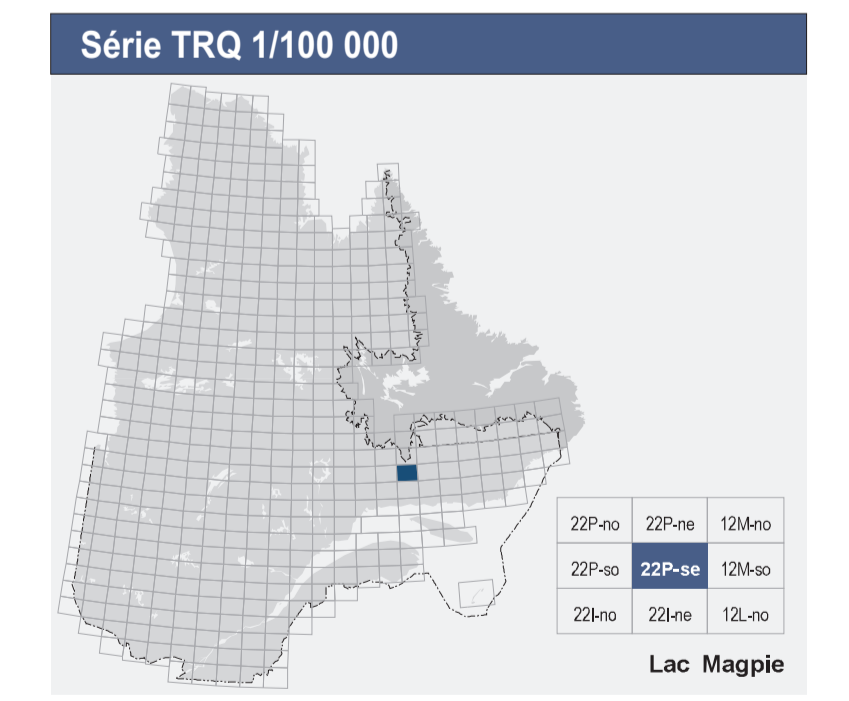 Série TRQ 1/100 000
22P-no 22P-ne 12M-no
22P-so 22P-se 12M-so
22I-no 22I-ne 12L-no
Lac Magpie